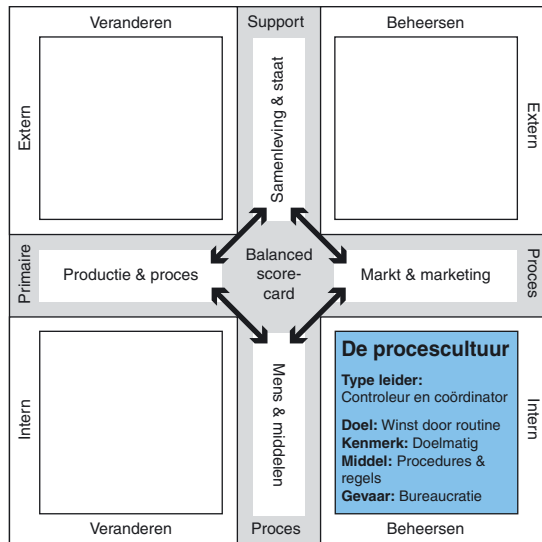 Veranderen
Support
Beheersen
Extern
Samenleving & staat
Extern
Primaire
Productie & proces
Balanced
score-
card
Markt & marketing
Proces
Intern
Mens & middelen
De procescultuur
Type leider:
Controleur en coördinator
Doel: Winst door routine
Kenmerk: Doelmatig
Middel: Procedures &
regels
Gevaar: Bureaucratie
Intern
Veranderen
Proces
Beheersen